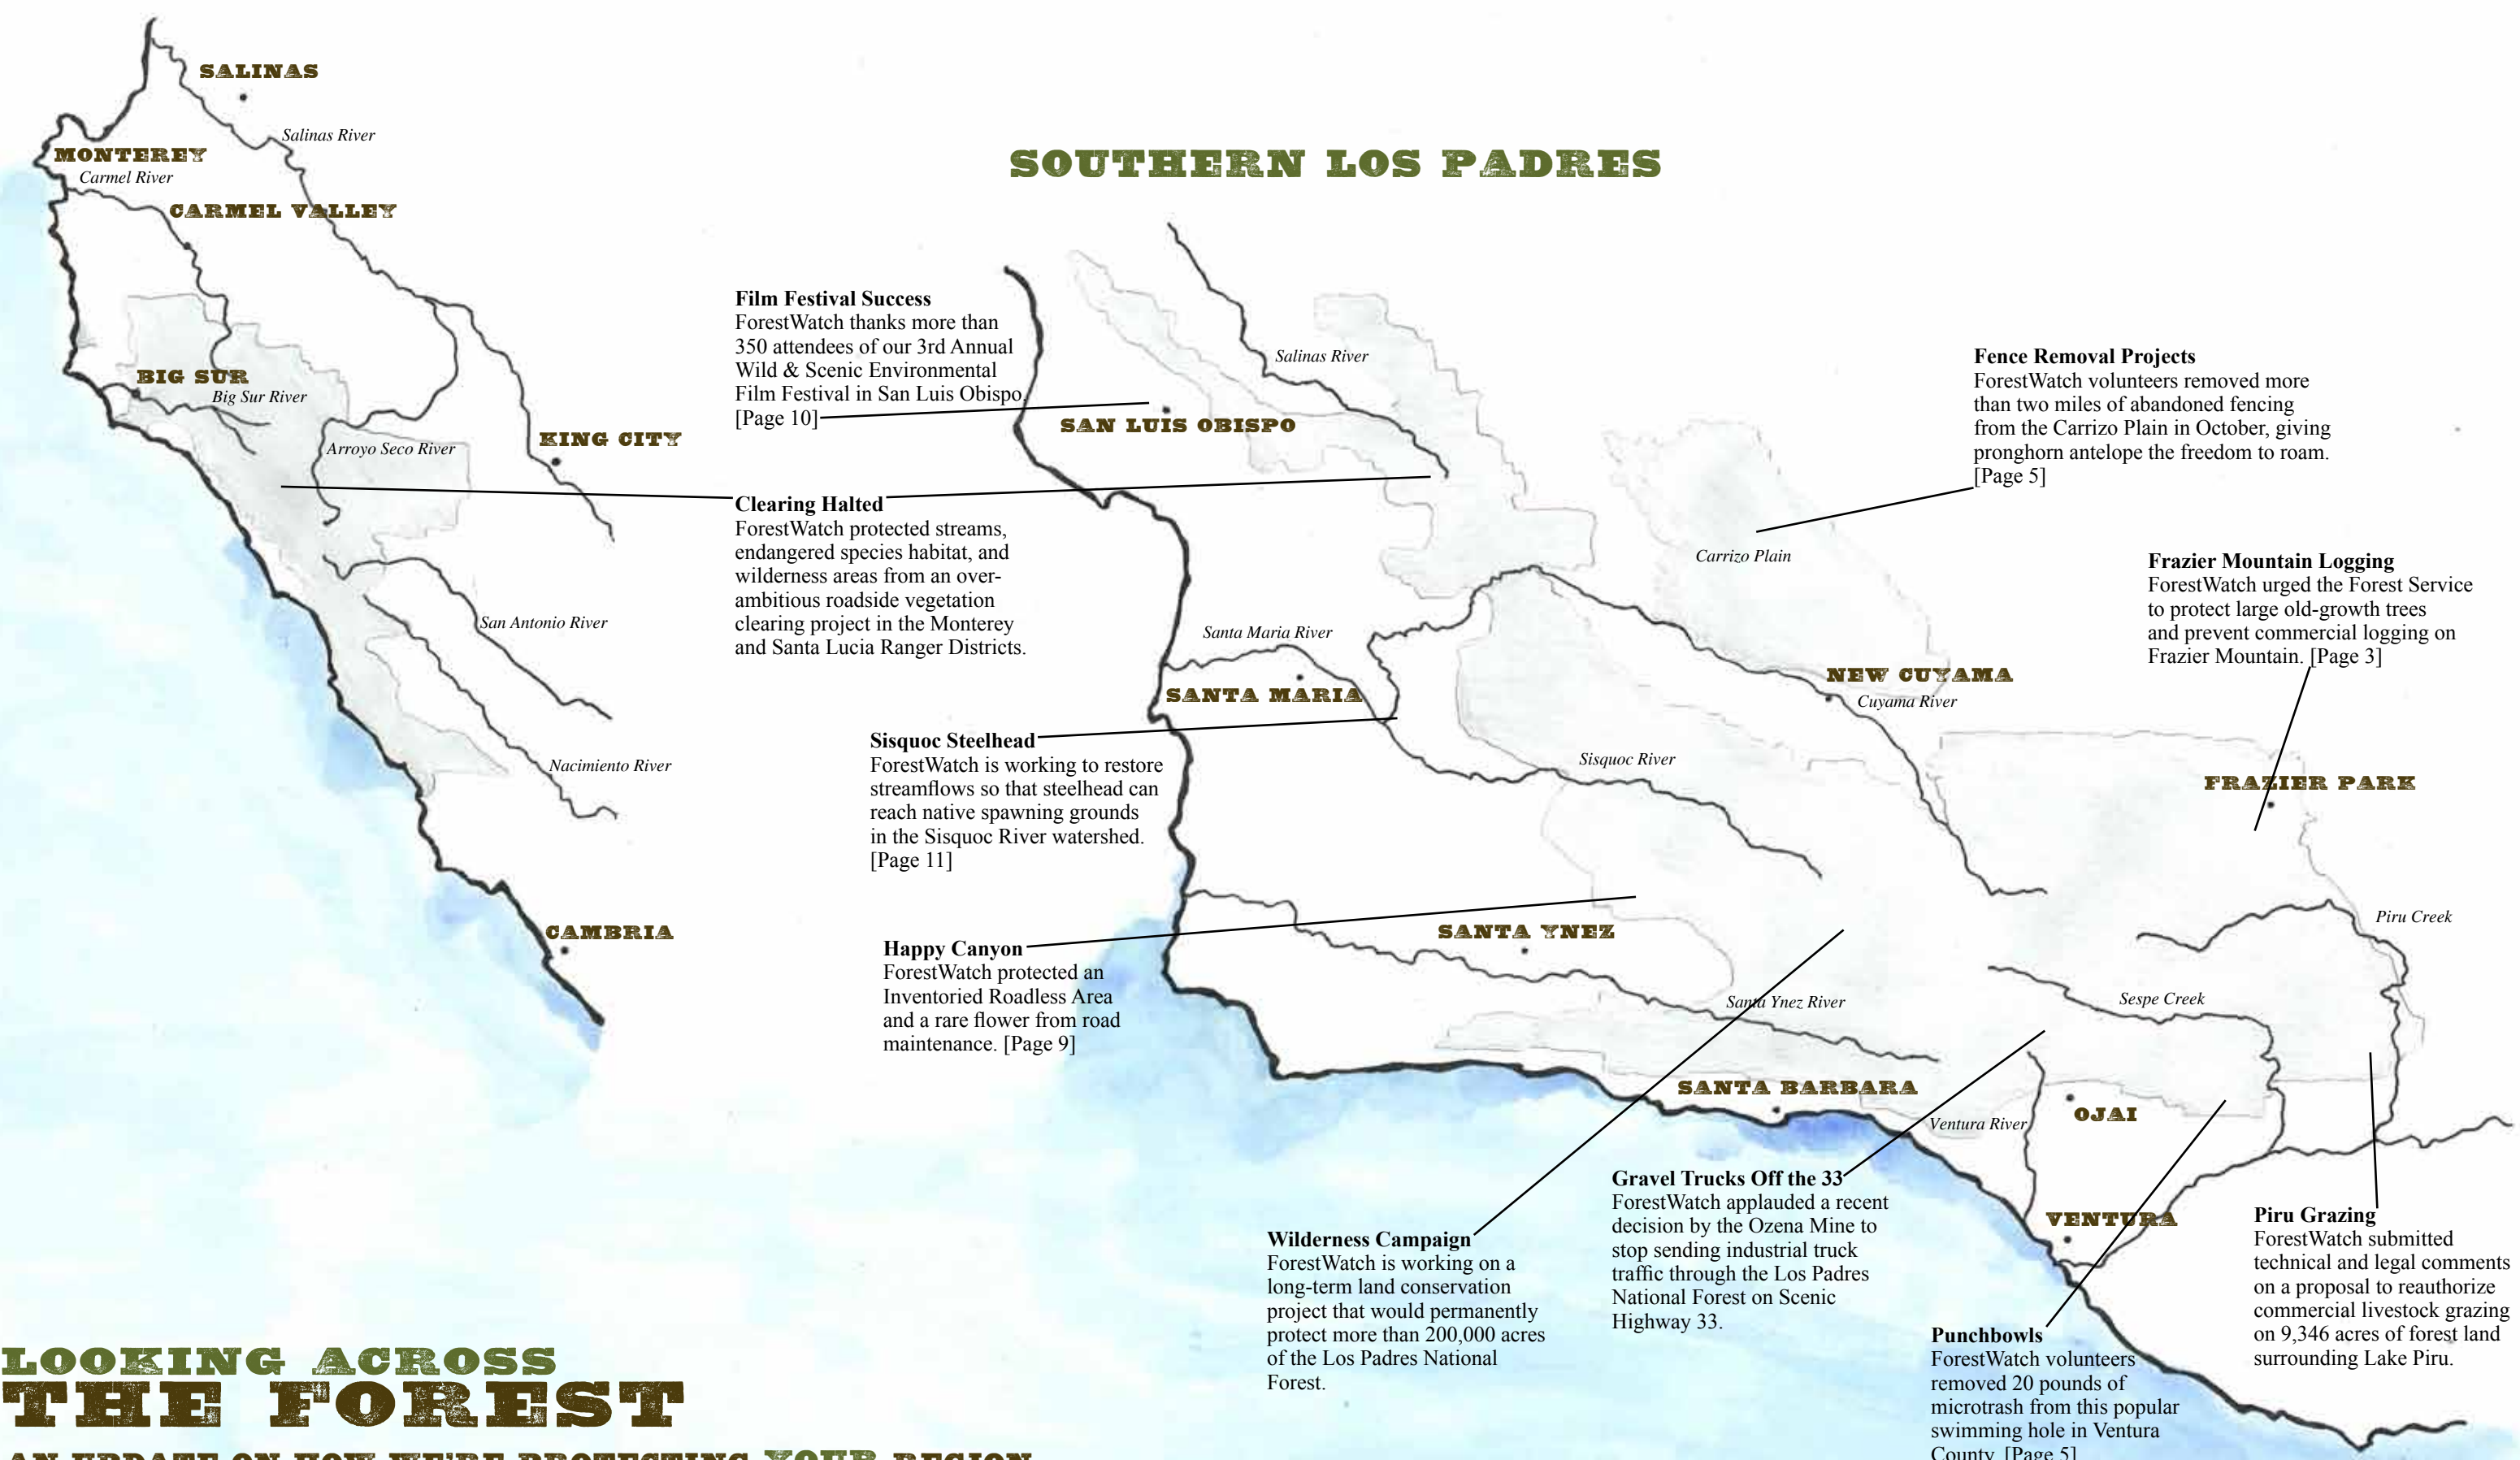 SALINAS
Salinas River
MONTEREY
Carmel River
CARMEL VALLEY
BIG SUR
Big Sur River
Arroyo Seco River
KING CITY
San Antonio River
Nacimiento River
CAMBRIA
SOUTHERN LOS PADRES
Film Festival Success
ForestWatch thanks more than
350 attendees of our 3rd Annual
Wild & Scenic Environmental
Film Festival in San Luis Obispo.
[Page 10]
Salinas River
SAN LUIS OBISPO
Clearing Halted
ForestWatch protected streams,
endangered species habitat, and
wilderness areas from an over-
ambitious roadside vegetation
clearing project in the Monterey
and Santa Lucia Ranger Districts.
Fence Removal Projects
ForestWatch volunteers removed more
than two miles of abandoned fencing
from the Carrizo Plain in October, giving
pronghorn antelope the freedom to roam.
[Page 5]
Carrizo Plain
Frazier Mountain Logging
ForestWatch urged the Forest Service
to protect large old-growth trees
and prevent commercial logging on
Frazier Mountain. [Page 3]
Santa Maria River
SANTA MARIA
NEW CUYAMA
Cuyama River
Sisquoc Steelhead
ForestWatch is working to restore
streamflows so that steelhead can
reach native spawning grounds
in the Sisquoc River watershed.
[Page 11]
Sisquoc River
FRAZIER PARK
Piru Creek
Happy Canyon
ForestWatch protected an
Inventoried Roadless Area
and a rare flower from road
maintenance. [Page 9]
SANTA YNEZ
Santa Ynez River
Sespe Creek
SANTA BARBARA
Ventura River
OJAI
VENTURA
Wilderness Campaign
ForestWatch is working on a
long-term land conservation
project that would permanently
protect more than 200,000 acres
of the Los Padres National
Forest.
Gravel Trucks Off the 33
ForestWatch applauded a recent
decision by the Ozena Mine to
stop sending industrial truck
traffic through the Los Padres
National Forest on Scenic
Highway 33.
Punchbowls
ForestWatch volunteers
removed 20 pounds of
microtrash from this popular
swimming hole in Ventura
County. [Page 5]
Piru Grazing
ForestWatch submitted
technical and legal comments
on a proposal to reauthorize
commercial livestock grazing
on 9,346 acres of forest land
surrounding Lake Piru.
LOOKING ACROSS
THE FOREST
AN UPDATE ON HOW WE'RE PROTECTING YOUR REGION